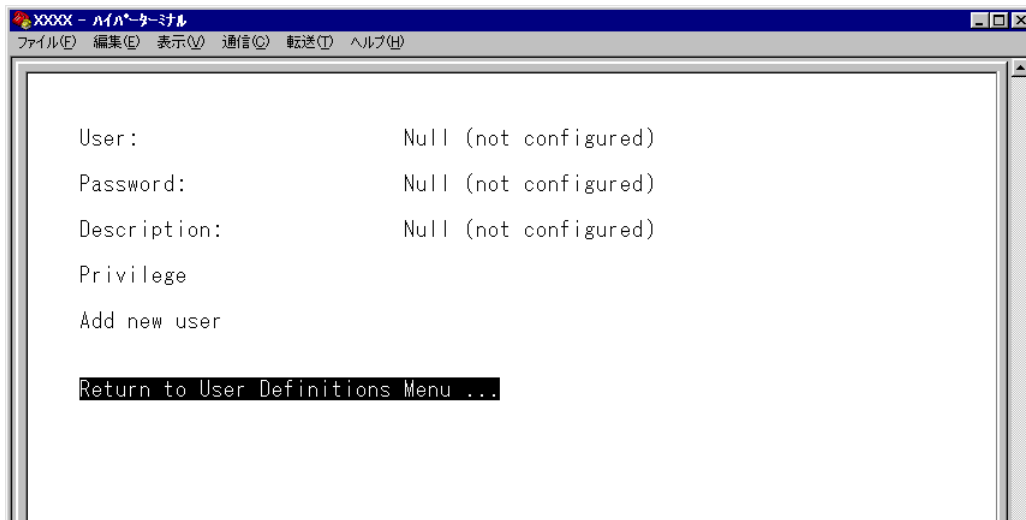 XXXX - ﾊｲﾊﾟｰﾀｰﾐﾅﾙ
ファイル(F) 編集(E) 表示(V) 通信(C) 転送(T) ヘルプ(H)
User: Null (not configured)
Password: Null (not configured)
Description: Null (not configured)
Privilege
Add new user
Return to User Definitions Menu ...